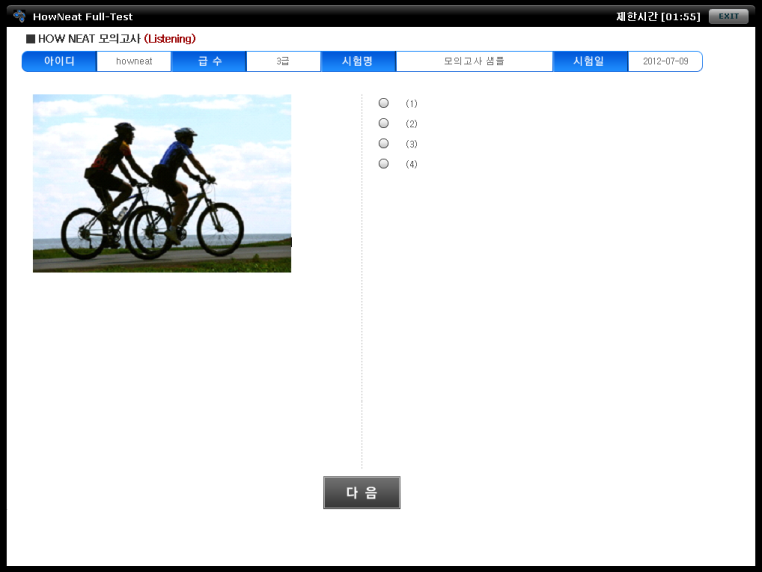 HowNeat Full-Test 제한시간 [01:55] EXIT
HOW NEAT 모의고사 (Listening)
아이디 howneat 급 수 3급 시험명 모의고사 샘플 시험일 2012-07-09
(1)
(2)
(3)
(4)
다 음